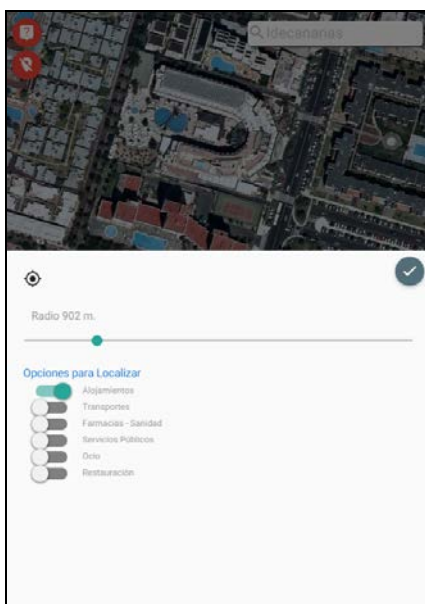 Idecanarias
Radio 902 m.
Opciones para Localizar
Alojamientos
Transportes
Farmacias - Sanidad
Servicios Públicos
Ocio
Restauración